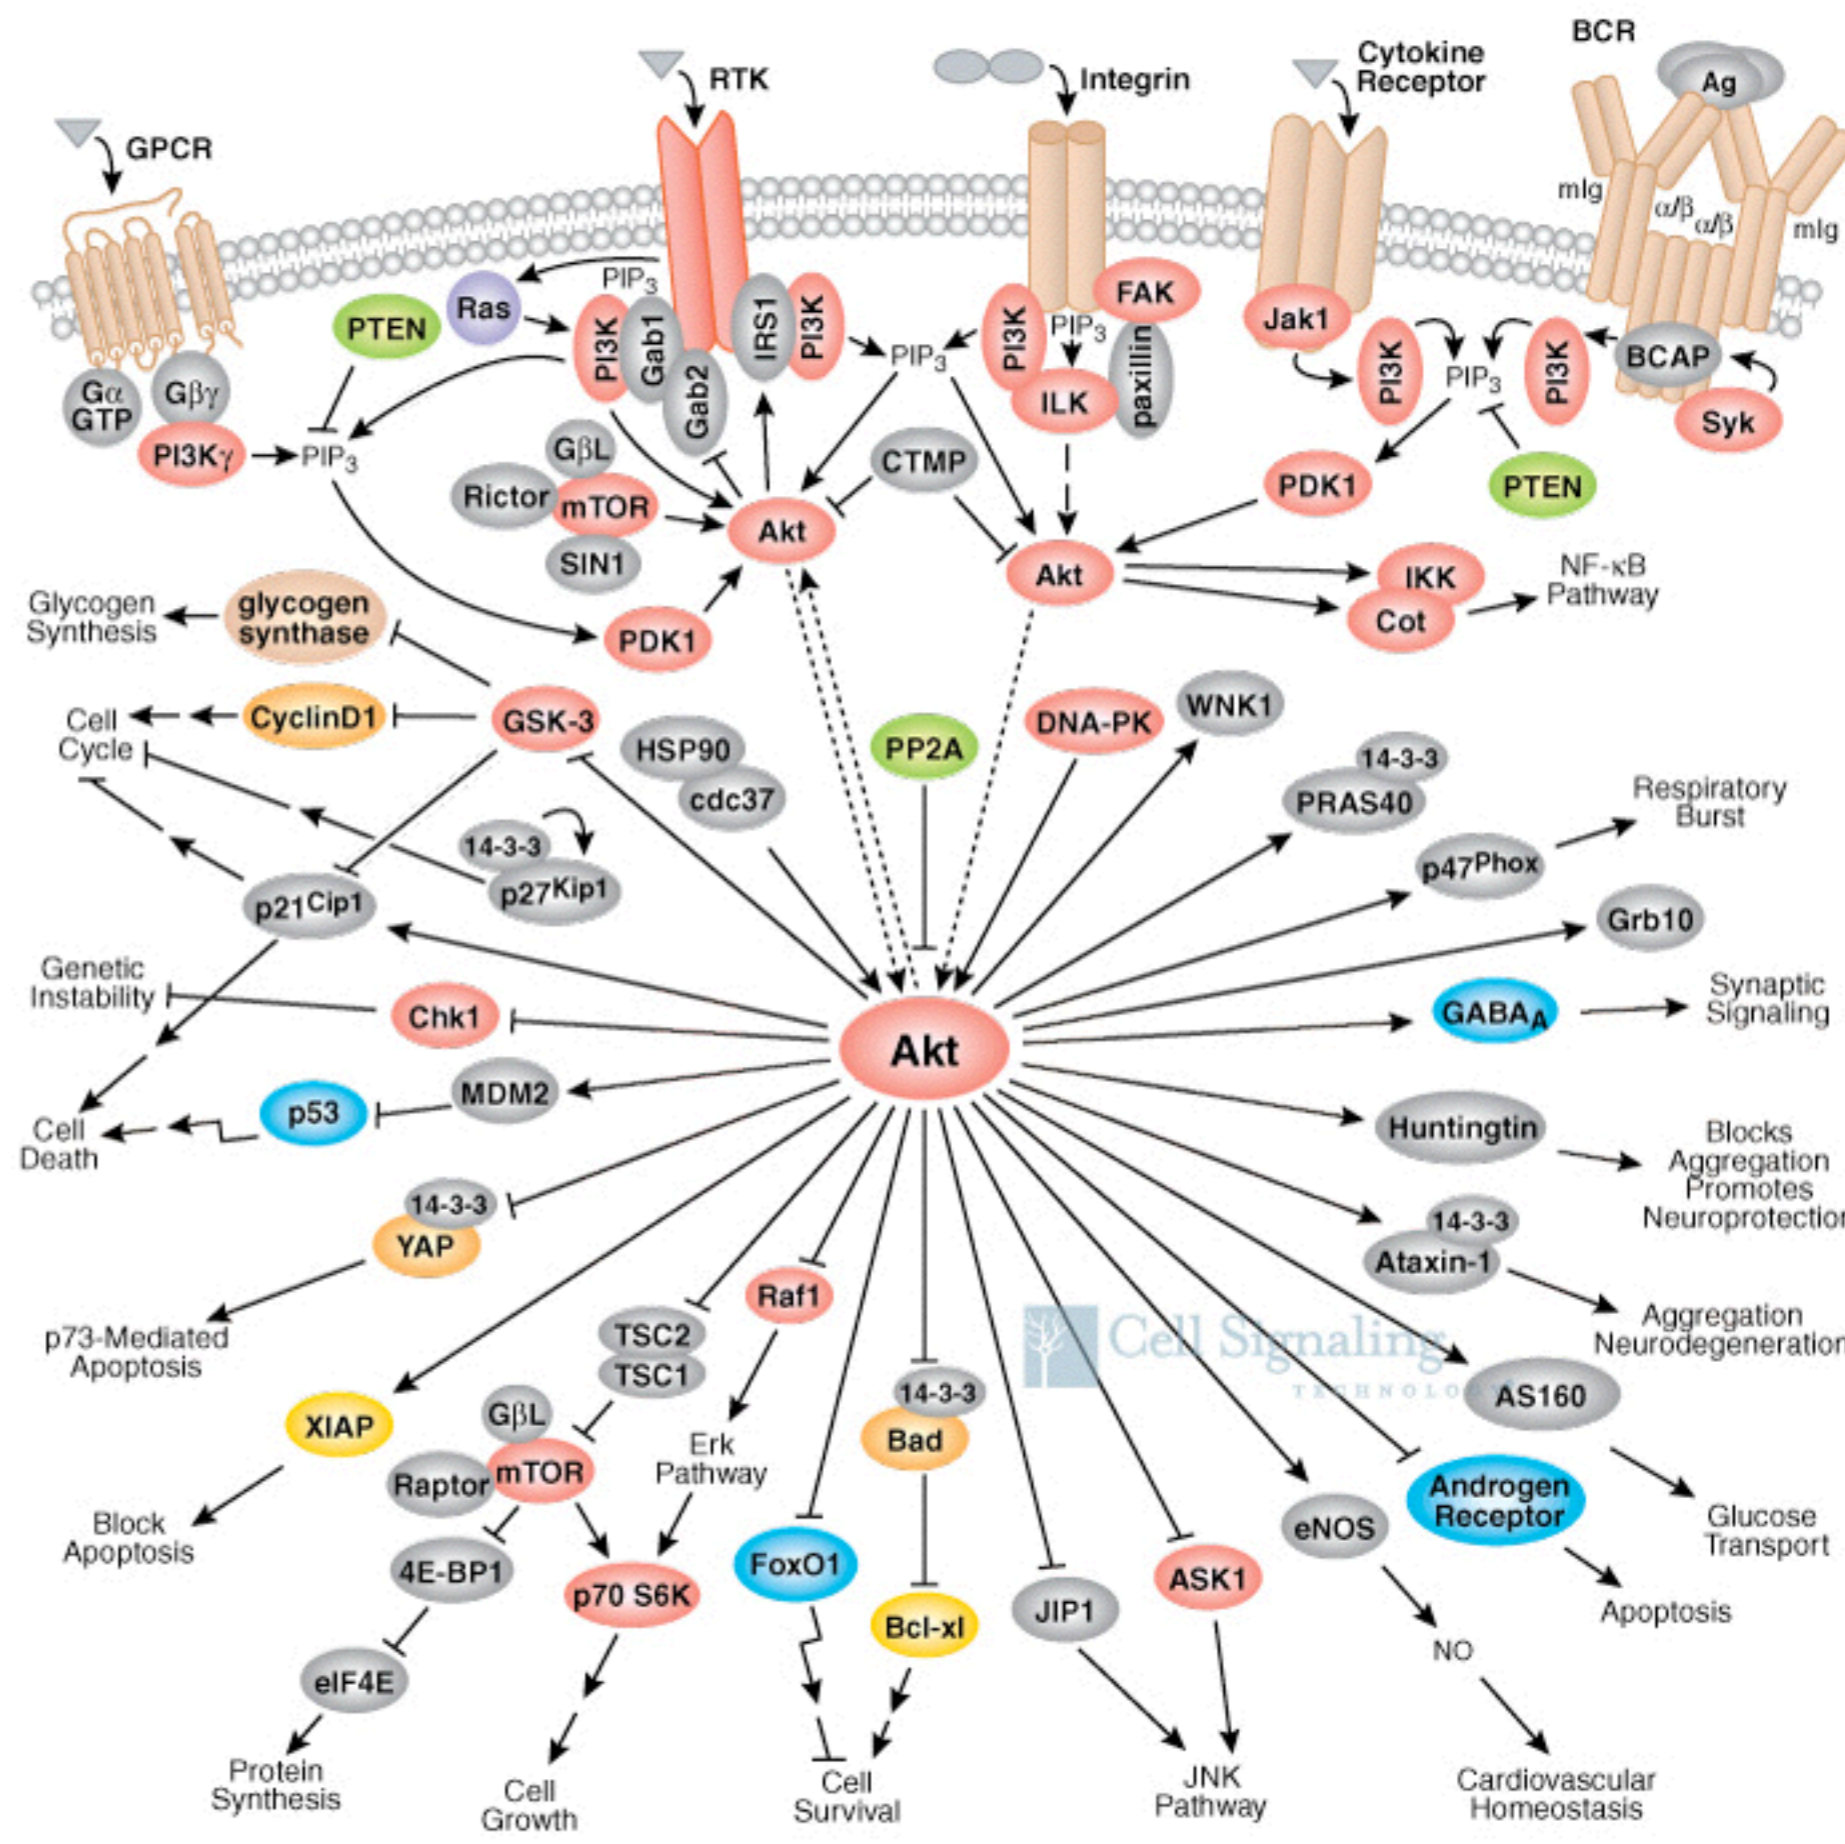 BCR
Cytokine
Receptor
RTK
Integrin
Ag
GPCR
mIg
α/β
α/β
mIg
PIP3
FAK
PTEN
Ras
PI3K
Gab1
IRS1
PI3K
PIP3
PI3K
PIP3
paxillin
Jak1
PI3K
PIP3
PI3K
BCAP
Gα
GTP
Gβγ
Gab2
ILK
Syk
PI3Kγ
PIP3
GβL
CTMP
Rictor
mTOR
SIN1
Akt
PDK1
PTEN
Akt
IKK
Cot
NF-κB
Pathway
Glycogen
Synthesis
glycogen
synthase
PDK1
Cell
Cycle
CyclinD1
GSK-3
HSP90
cdc37
PP2A
DNA-PK
WNK1
14-3-3
PRAS40
Respiratory
Burst
14-3-3
p27Kip1
p21Cip1
p47Phox
Grb10
Genetic
Instability
Chk1
Akt
GABAA
Synaptic
Signaling
Cell
Death
p53
MDM2
Huntingtin
Blocks
Aggregation
Promotes
Neuroprotection
14-3-3
YAP
14-3-3
Ataxin-1
p73-Mediated
Apoptosis
TSC2
TSC1
Raf1
Aggregation
Neurodegeneration
Cell Signaling
TECHNOLOGY
XIAP
GβL
Raptor
mTOR
Erk
Pathway
14-3-3
Bad
AS160
Block
Apoptosis
4E-BP1
p70 S6K
FoxO1
Bcl-xl
JIP1
ASK1
eNOS
Androgen
Receptor
Glucose
Transport
Apoptosis
NO
eIF4E
Protein
Synthesis
Cell
Growth
Cell
Survival
JNK
Pathway
Cardiovascular
Homeostasis